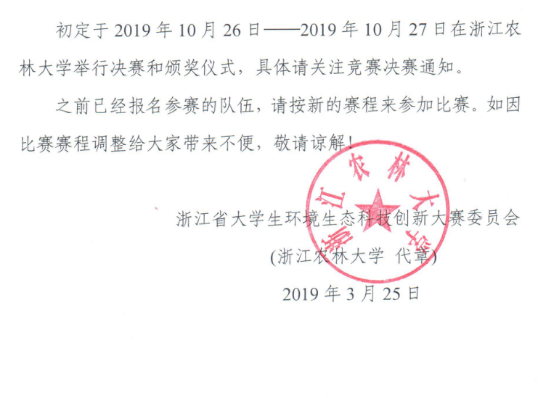 初定于 2019 年 10 月 26 日——2019 年 10 月 27 日在浙江农
林大学举行决赛和颁奖仪式，具体请关注竞赛决赛通知。
之前已经报名参赛的队伍，请按新的赛程来参加比赛。如因
比赛赛程调整给大家带来不便，敬请谅解！
浙江农林大学
浙江省大学生环境生态科技创新大赛委员会
(浙江农林大学 代章)
2019 年 3 月 25 日